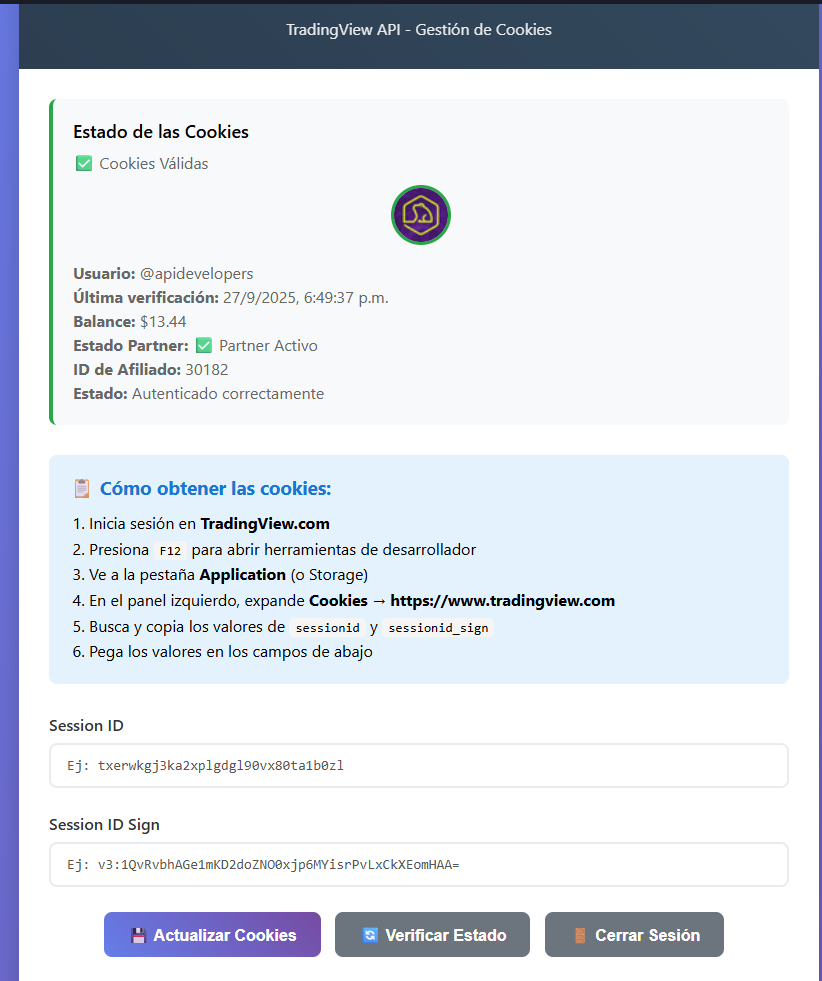 TradingView API - Gestión de Cookies
Estado de las Cookies
✅ Cookies Válidas
Usuario: @apidevelopers
Última verificación: 27/9/2025, 6:49:37 p.m.
Balance: $13.44
Estado Partner: ✅ Partner Activo
ID de Afiliado: 30182
Estado: Autenticado correctamente
📋 Cómo obtener las cookies:
1. Inicia sesión en TradingView.com
2. Presiona F12 para abrir herramientas de desarrollador
3. Ve a la pestaña Application (o Storage)
4. En el panel izquierdo, expande Cookies → https://www.tradingview.com
5. Busca y copia los valores de sessionid y sessionid_sign
6. Pega los valores en los campos de abajo
Session ID
Ej: txerwkgj3ka2xplgdgl90vx80ta1b0zl
Session ID Sign
Ej: v3:1QvRvbhAGe1mKD2doZNO0xjp6MYisrPvLxCkXEomHAA=
💾 Actualizar Cookies
🔄 Verificar Estado
🚪 Cerrar Sesión